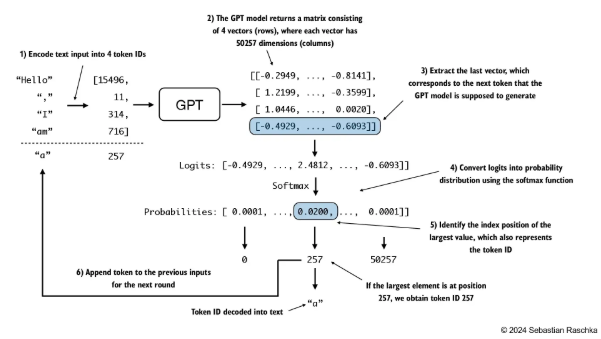 2) The GPT model returns a matrix consisting
of 4 vectors (rows), where each vector has
50257 dimensions (columns)
1) Encode text input into 4 token IDs
"Hello" [15496,
"," 11,
"I" 314,
"am" 716]
"a" 257
GPT
[[-0.2949, ..., -0.8141],
[ 1.2199, ..., -0.3599],
[ 1.0446, ..., 0.0020],
[-0.4929, ..., -0.6093]]
3) Extract the last vector, which
corresponds to the next token that the
GPT model is supposed to generate
Logits: [-0.4929, ..., 2.4812, ..., -0.6093]]
Softmax
4) Convert logits into probability
distribution using the softmax function
Probabilities: [ 0.0001, ..., 0.0200, ..., 0.0001]]
5) Identify the index position of the
largest value, which also represents
the token ID
0 257 50257
6) Append token to the previous inputs
for the next round
If the largest element is at position
257, we obtain token ID 257
Token ID decoded into text
"a"
© 2024 Sebastian Raschka